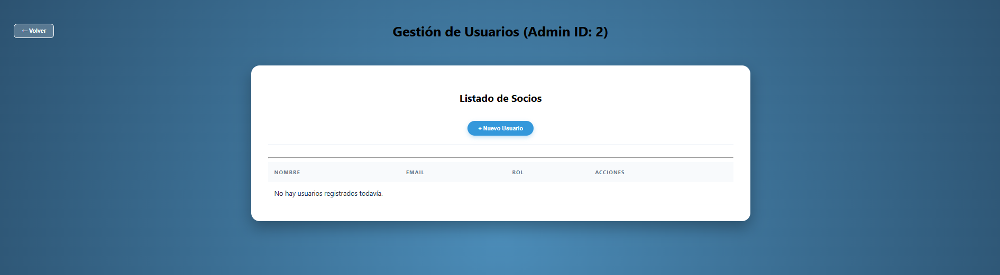 ← Volver
Gestión de Usuarios (Admin ID: 2)
Listado de Socios
+ Nuevo Usuario
NOMBRE EMAIL ROL ACCIONES
No hay usuarios registrados todavía.